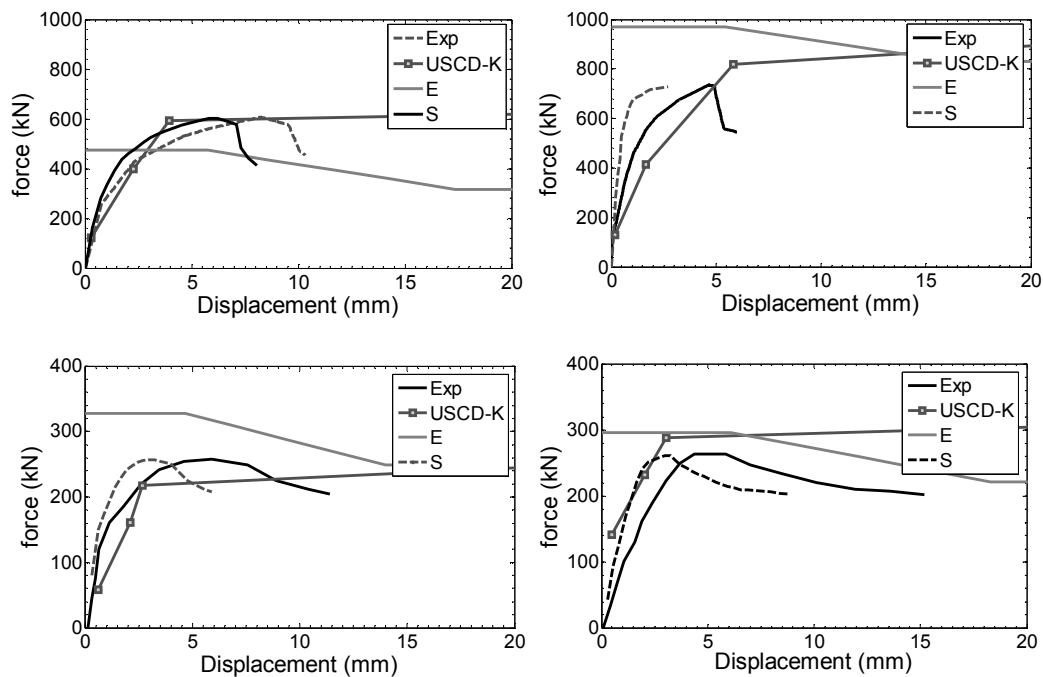 1000
800
600
400
200
0
force (kN)
0 5 10 15 20
Displacement (mm)
Exp
USCD-K
E
S
1000
800
600
400
200
0
force (kN)
0 5 10 15 20
Displacement (mm)
Exp
USCD-K
E
S
400
300
200
100
0
force (kN)
0 5 10 15 20
Displacement (mm)
Exp
USCD-K
E
S
400
300
200
100
0
force (kN)
0 5 10 15 20
Displacement (mm)
Exp
USCD-K
E
S